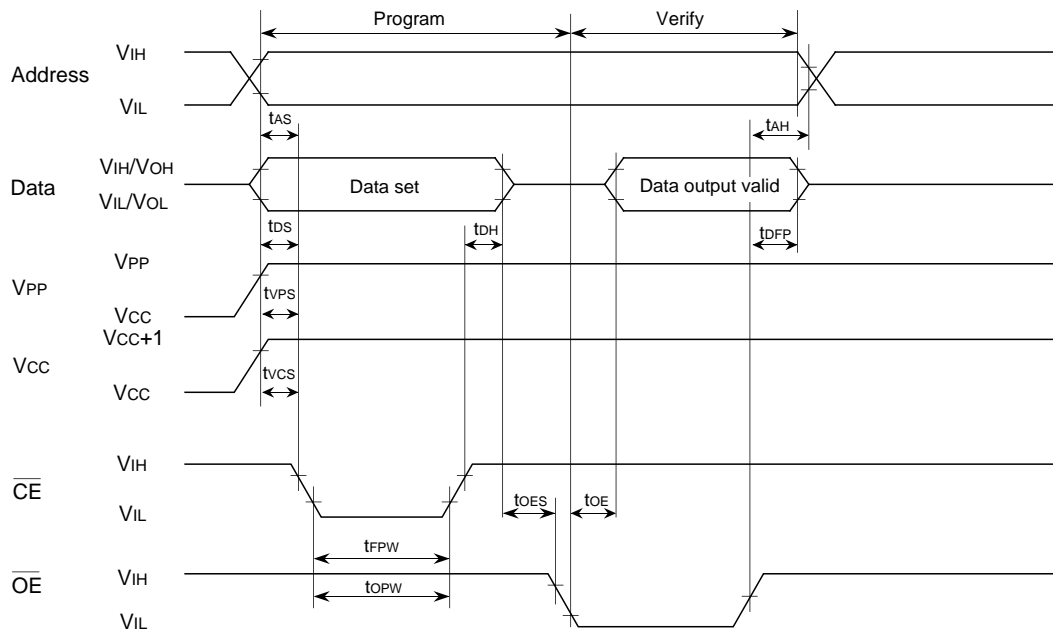 Program
Verify
Address
VIH
VIL
tAS
tAH
Data
VIH/VOH
VIL/VOL
Data set
Data output valid
tDS
tDH
tDFP
VPP
VPP
VCC
tVPS
VCC
VCC+1
VCC
tVCS
CE
VIH
VIL
tOES
tOE
tFPW
OE
VIH
tOPW
VIL